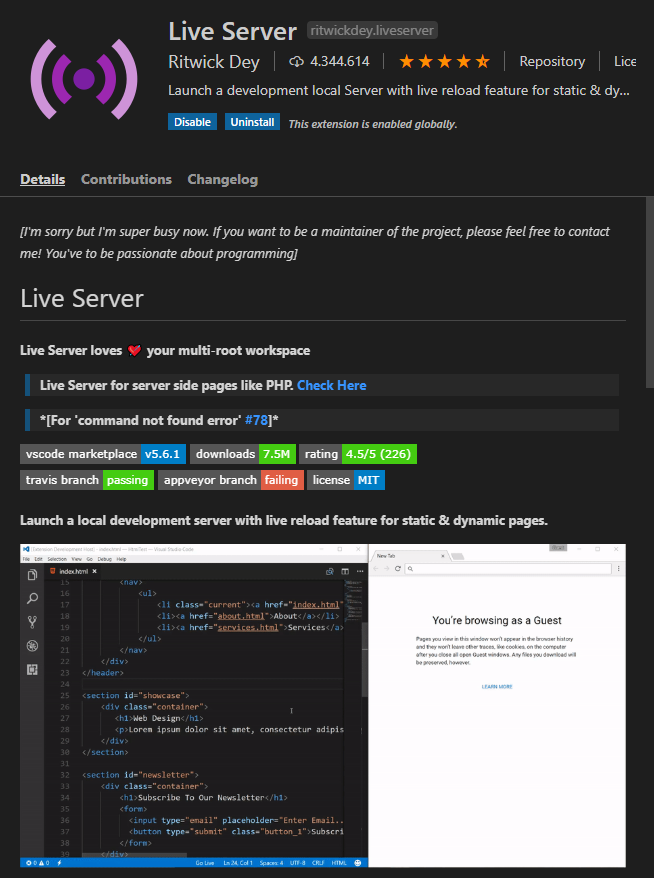 Live Server ritwickdey.liveserver
Ritwick Dey 4.344.614 Repository Lice
Launch a development local Server with live reload feature for static & dy...
Disable Uninstall This extension is enabled globally.
Details Contributions Changelog
[I'm sorry but I'm super busy now. If you want to be a maintainer of the project, please feel free to contact
me! You've to be passionate about programming]
Live Server
Live Server loves 💘 your multi-root workspace
Live Server for server side pages like PHP. Check Here
*[For 'command not found error' #78]*
vscode marketplace v5.6.1 downloads 7.5M rating 4.5/5 (226)
travis branch passing appveyor branch failing license MIT
Launch a local development server with live reload feature for static & dynamic pages.
File Edit Selection View Go Debug Help
index.html
15 <nav>
16 <ul>
17 <li class="current"><a href="index.html"
18 <li><a href="about.html">About</a></li>
19 <li><a href="services.html">Services</a>
20 </ul>
21 </nav>
22 </div>
23 </header>
24
25 <section id="showcase">
26 <div class="container">
27 <h1>Web Design</h1>
28 <p>Lorem ipsum dolor sit amet, consectetur adipis
29 </div>
30 </section>
31
32 <section id="newsletter">
33 <div class="container">
34 <h1>Subscribe To Our Newsletter</h1>
35 <form>
36 <input type="email" placeholder="Enter Email..
37 <button type="submit" class="button_1">Subscri
38 </form>
39 </div>
0 0 Go Live Ln 24, Col 1 Spaces: 4 UTF-8 CRLF HTML
New Tab
You're browsing as a Guest
Pages you view in this window won't appear in the browser history
and they won't leave other traces, like cookies, on the computer
after you close all open Guest windows. Any files you download will
be preserved, however.
LEARN MORE